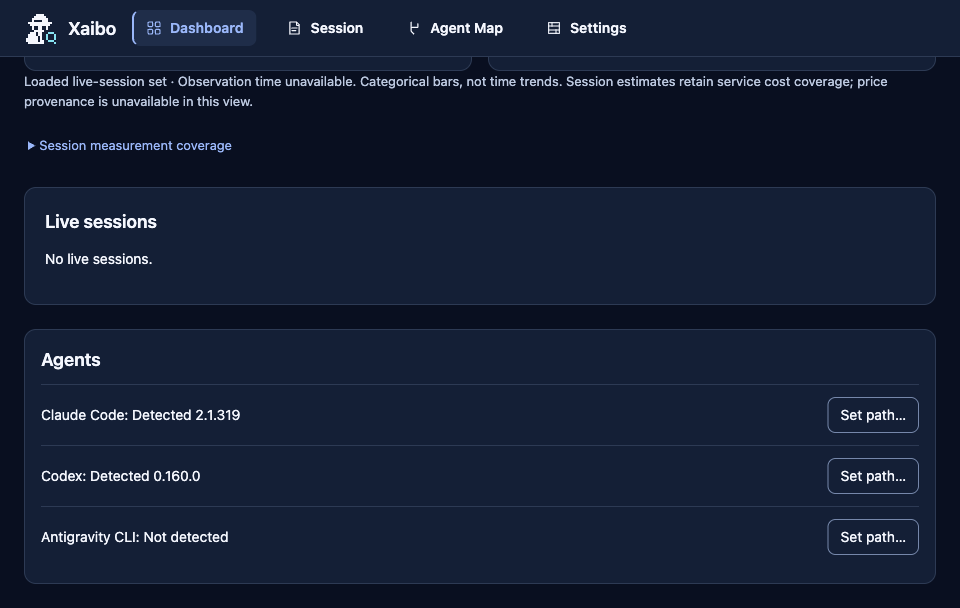 Xaibo
Dashboard
Session
Agent Map
Settings
Loaded live-session set · Observation time unavailable. Categorical bars, not time trends. Session estimates retain service cost coverage; price
provenance is unavailable in this view.
Session measurement coverage
Live sessions
No live sessions.
Agents
Claude Code: Detected 2.1.319
Set path...
Codex: Detected 0.160.0
Set path...
Antigravity CLI: Not detected
Set path...